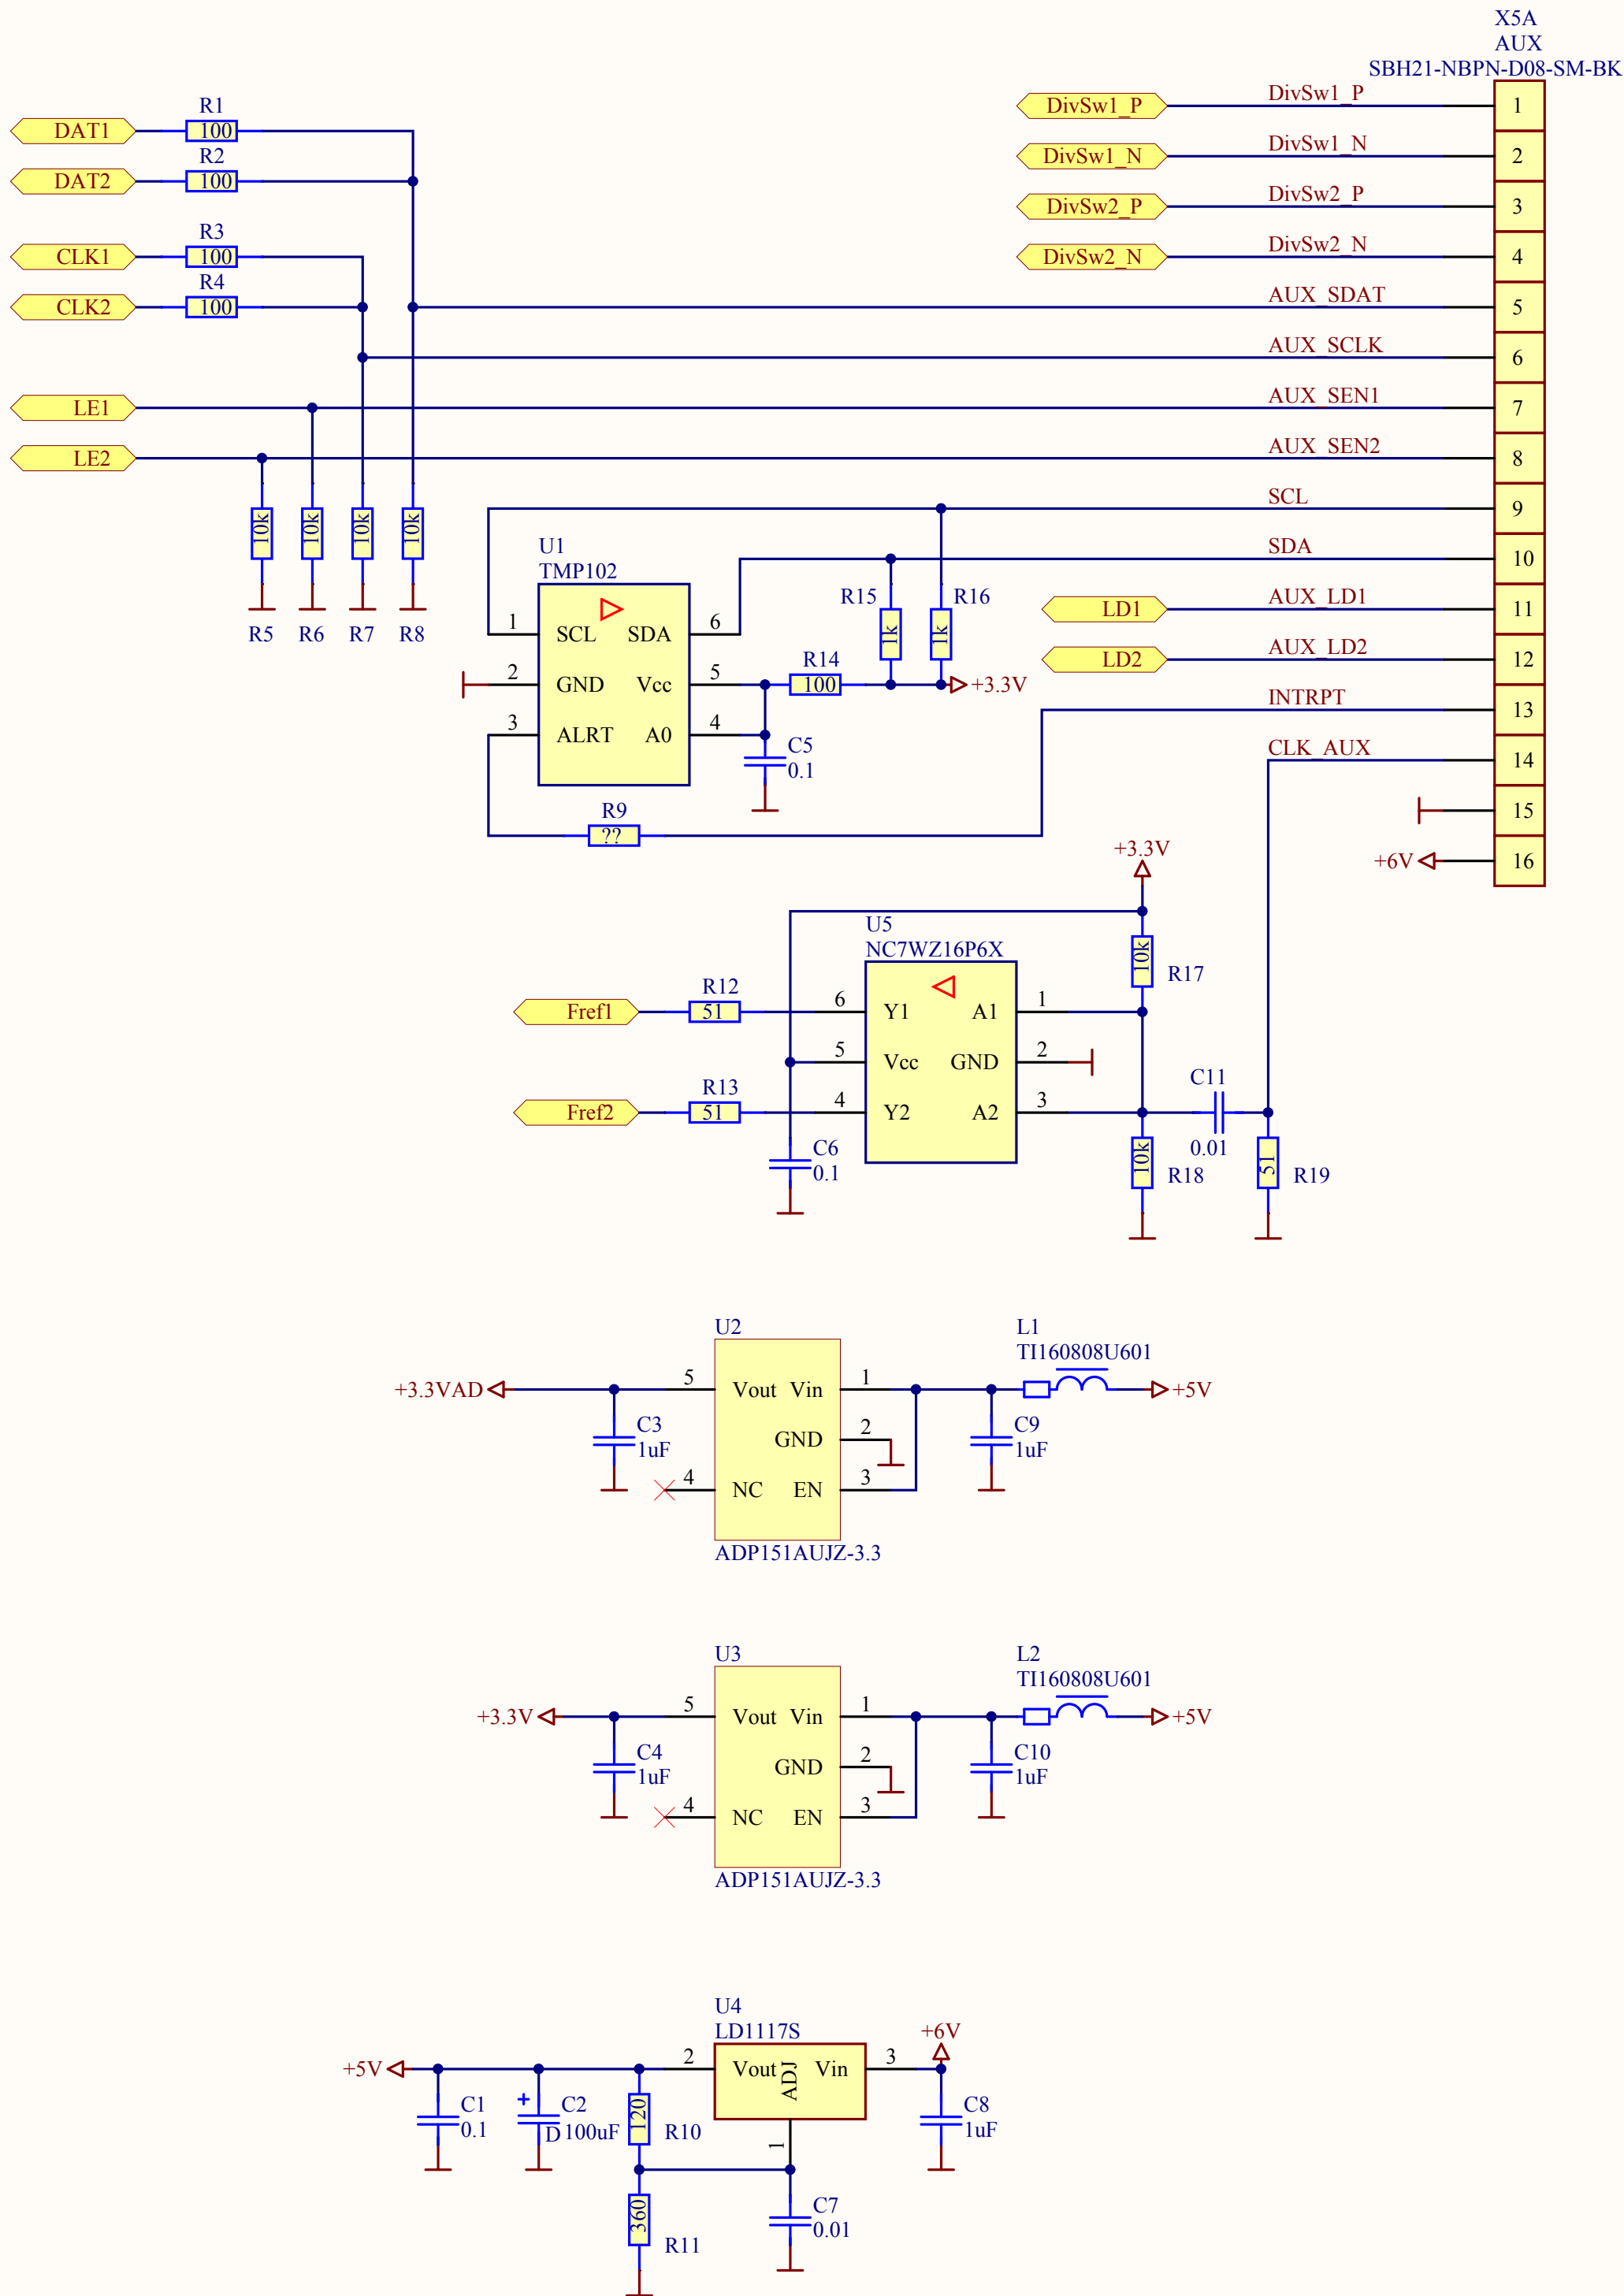 X5A
AUX
SBH21-NBPN-D08-SM-BK
DivSw1_P
DivSw1_P
1
DAT1
R1
100
DivSw1_N
DivSw1_N
2
DAT2
R2
100
DivSw2_P
DivSw2_P
3
CLK1
R3
100
DivSw2_N
DivSw2_N
4
CLK2
R4
100
AUX_SDAT
5
AUX_SCLK
6
LE1
AUX_SEN1
7
LE2
AUX_SEN2
8
SCL
9
SDA
10
10k
10k
10k
10k
R5
R6
R7
R8
U1
TMP102
1
SCL
SDA
6
2
GND
Vcc
5
3
ALRT
A0
4
R15
1k
R16
1k
R14
100
+3.3V
C5
0.1
R9
??
LD1
AUX_LD1
11
LD2
AUX_LD2
12
INTRPT
13
CLK_AUX
14
15
+6V
16
+3.3V
U5
NC7WZ16P6X
10k
R17
Fref1
R12
51
6
Y1
A1
1
5
Vcc
GND
2
Fref2
R13
51
4
Y2
A2
3
C11
0.01
C6
0.1
10k
R18
51
R19
U2
L1
TI160808U601
+3.3VAD
5
Vout
Vin
1
+5V
C3
1uF
GND
2
C9
1uF
4
NC
EN
3
ADP151AUJZ-3.3
U3
L2
TI160808U601
+3.3V
5
Vout
Vin
1
+5V
C4
1uF
GND
2
C10
1uF
4
NC
EN
3
ADP151AUJZ-3.3
U4
LD1117S
+6V
+5V
2
Vout
ADJ
Vin
3
C1
0.1
+
C2
D
100uF
120
R10
1
C8
1uF
360
R11
C7
0.01